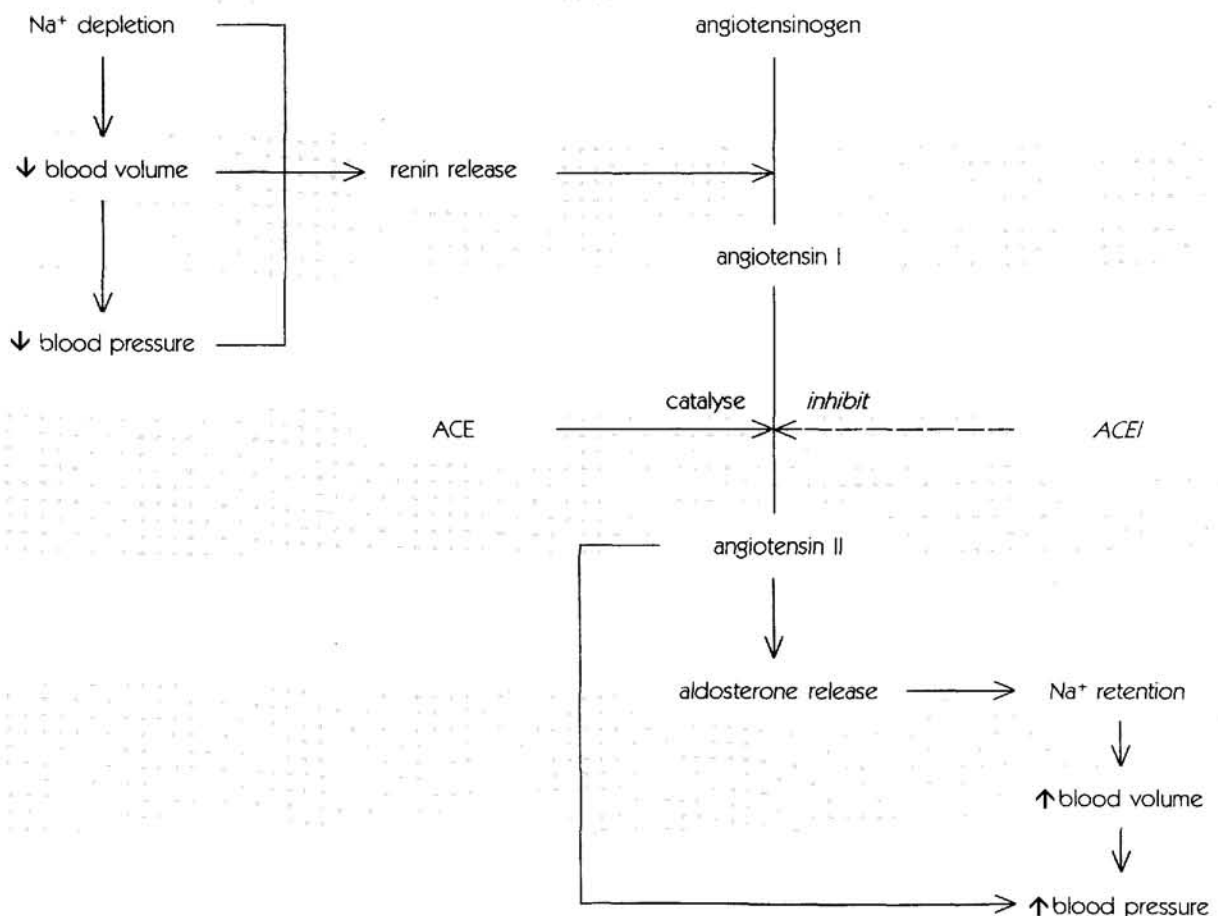 Na⁺ depletion
angiotensinogen
↓ blood volume
renin release
angiotensin I
↓ blood pressure
catalyse
inhibit
ACE
ACEI
angiotensin II
aldosterone release
Na⁺ retention
↑ blood volume
↑ blood pressure